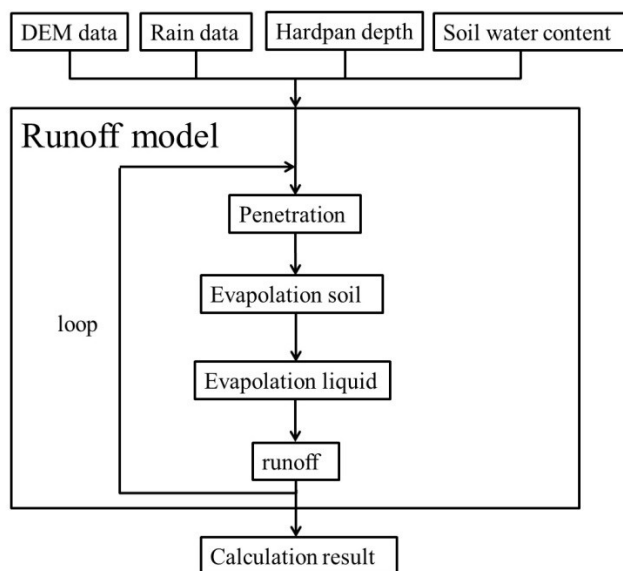 DEM data
Rain data
Hardpan depth
Soil water content
Runoff model
Penetration
Evapolation soil
loop
Evapolation liquid
runoff
Calculation result